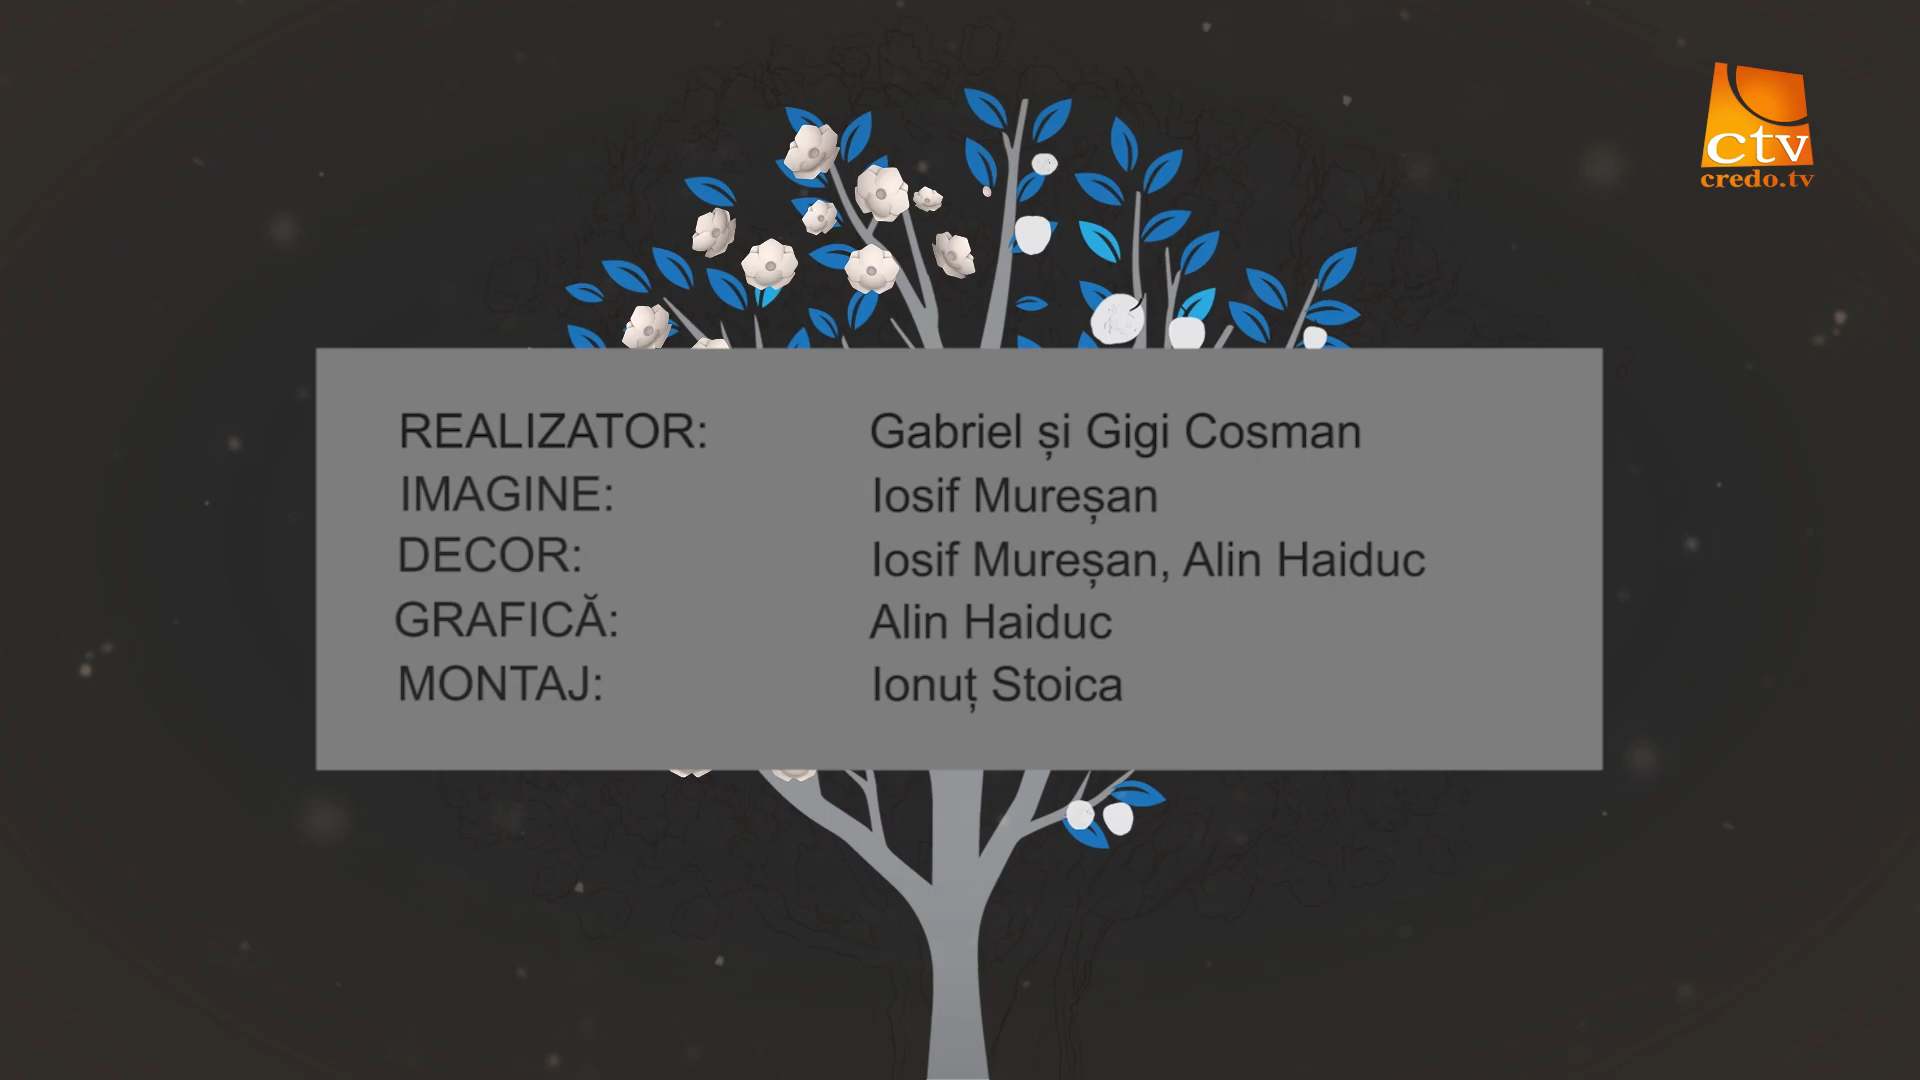 ctv
credo.tv
REALIZATOR: Gabriel și Gigi Cosman
IMAGINE: Iosif Mureșan
DECOR: Iosif Mureșan, Alin Haiduc
GRAFICĂ: Alin Haiduc
MONTAJ: Ionuț Stoica